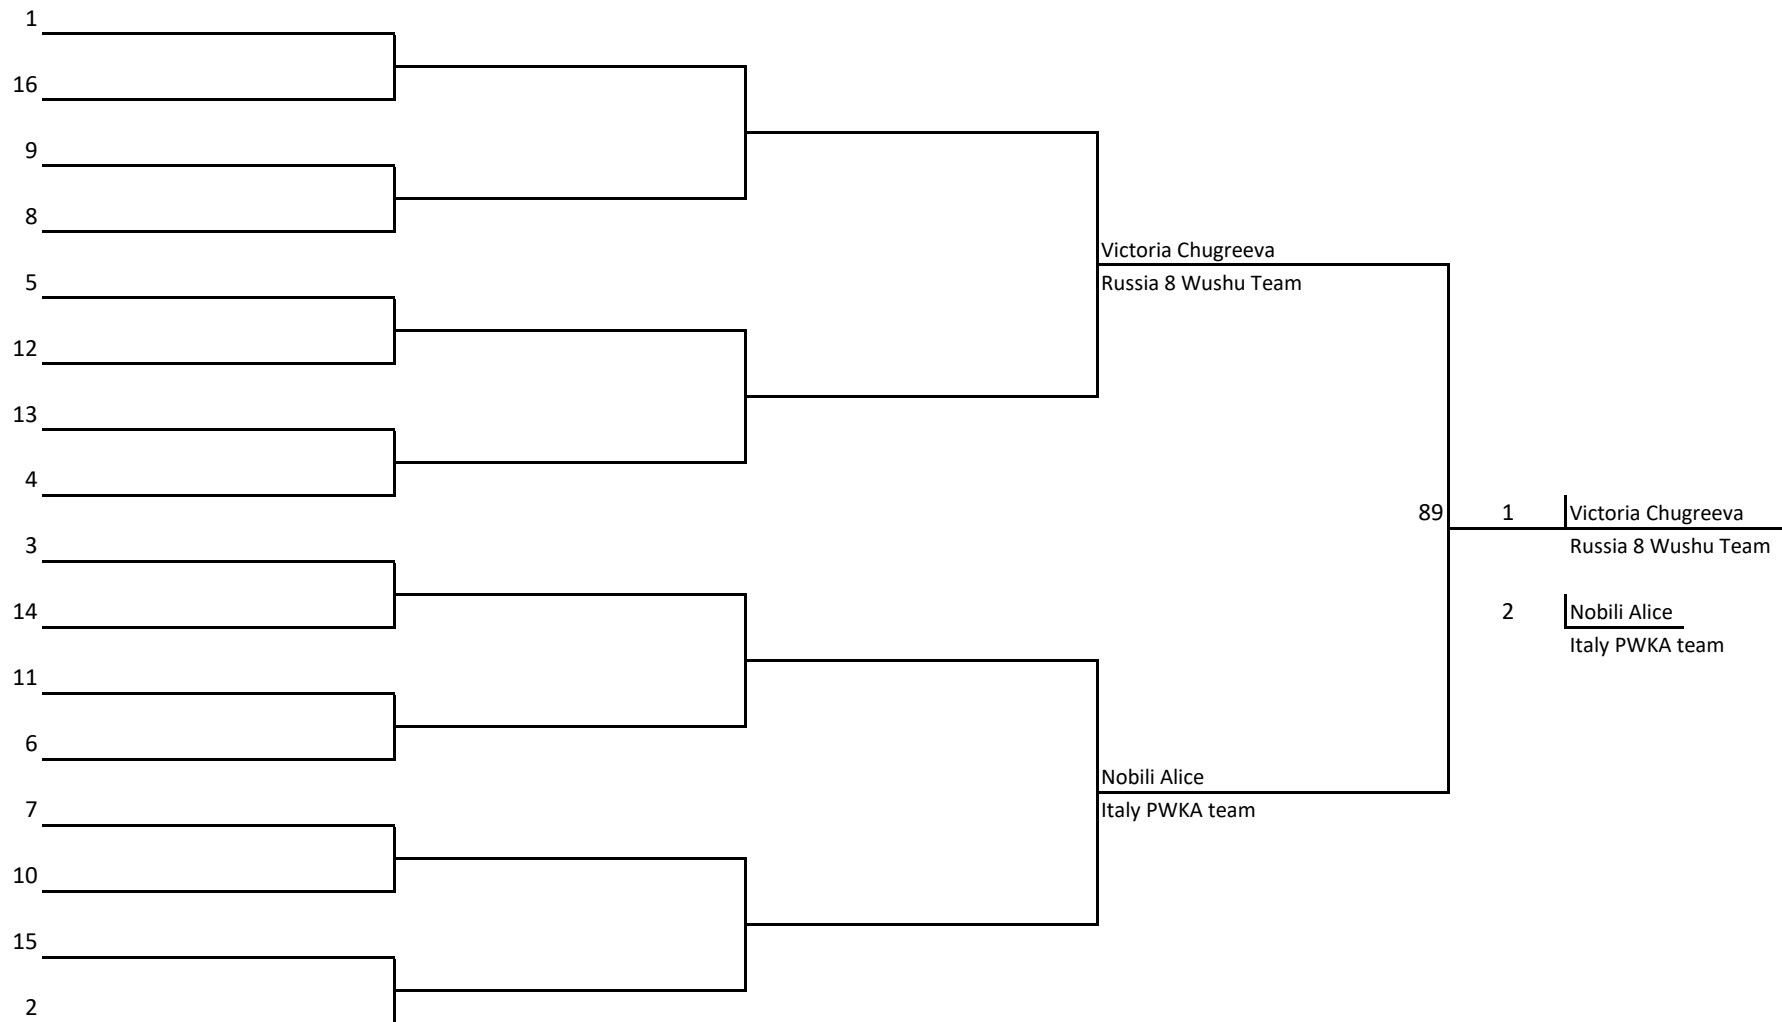 1
16
9
8
5
12
13
4
3
14
11
6
7
10
15
2
Victoria Chugreeva
Russia 8 Wushu Team
Nobili Alice
Italy PWKA team
89
1
Victoria Chugreeva
Russia 8 Wushu Team
2
Nobili Alice
Italy PWKA team